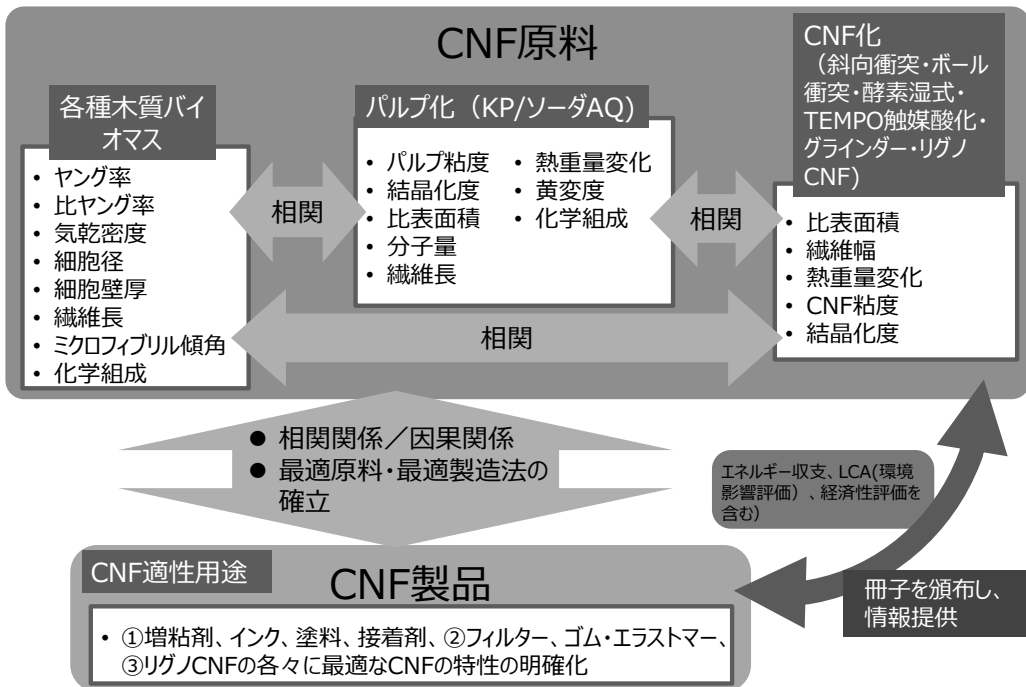 CNF原料
各種木質バイ
オマス
• ヤング率
• 比ヤング率
• 気乾密度
• 細胞径
• 細胞壁厚
• 繊維長
• ミクロフィブリル傾角
• 化学組成
相関
パルプ化（KP/ソーダAQ)
• パルプ粘度
• 結晶化度
• 比表面積
• 分子量
• 繊維長
• 熱重量変化
• 黄変度
• 化学組成
相関
CNF化
（斜向衝突・ボール
衝突・酵素湿式・
TEMPO触媒酸化・
グラインダー・リグノ
CNF)
• 比表面積
• 繊維幅
• 熱重量変化
• CNF粘度
• 結晶化度
相関
● 相関関係／因果関係
● 最適原料・最適製造法の
確立
エネルギー収支、LCA(環境
影響評価）、経済性評価を
含む)
CNF適性用途
CNF製品
• ①増粘剤、インク、塗料、接着剤、②フィルター、ゴム・エラストマー、
③リグノCNFの各々に最適なCNFの特性の明確化
冊子を頒布し、
情報提供